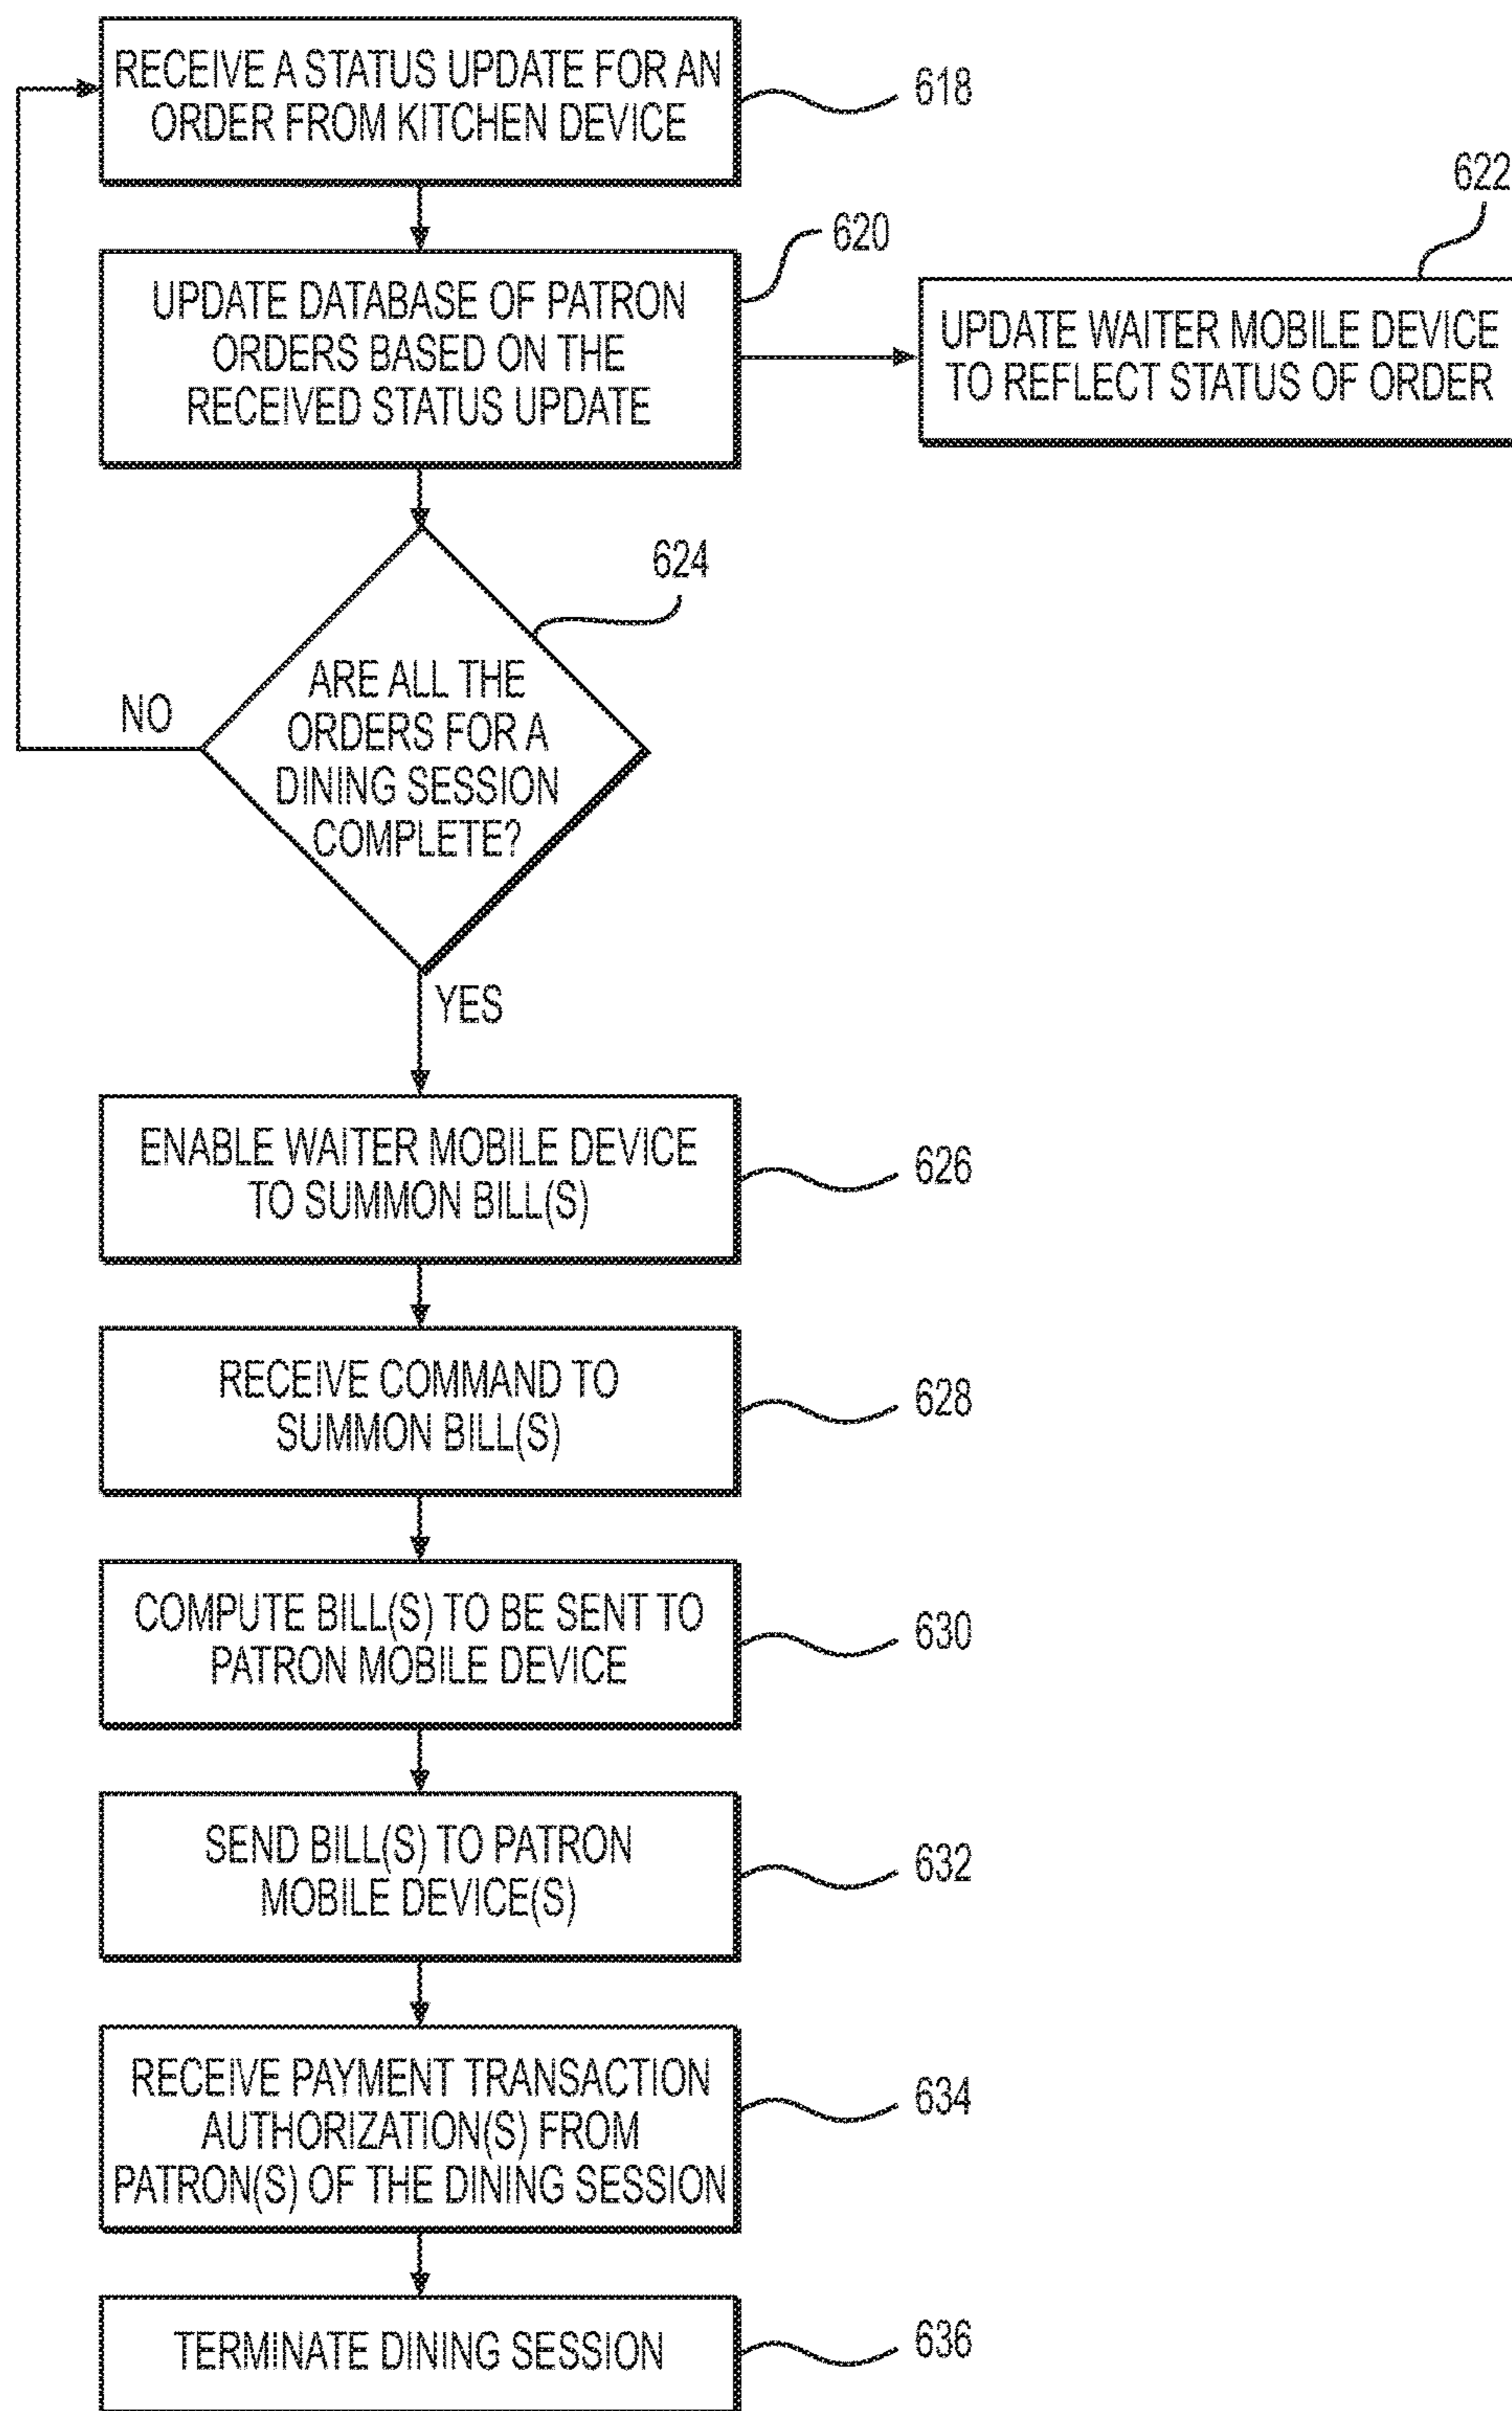 RECEIVE A STATUS UPDATE FOR AN
ORDER FROM KITCHEN DEVICE
618
622
620
UPDATE DATABASE OF PATRON
ORDERS BASED ON THE
RECEIVED STATUS UPDATE
UPDATE WAITER MOBILE DEVICE
TO REFLECT STATUS OF ORDER
624
ARE ALL THE
ORDERS FOR A
DINING SESSION
COMPLETE?
NO
YES
ENABLE WAITER MOBILE DEVICE
TO SUMMON BILL(S)
626
RECEIVE COMMAND TO
SUMMON BILL(S)
628
COMPUTE BILL(S) TO BE SENT TO
PATRON MOBILE DEVICE
630
SEND BILL(S) TO PATRON
MOBILE DEVICE(S)
632
RECEIVE PAYMENT TRANSACTION
AUTHORIZATION(S) FROM
PATRON(S) OF THE DINING SESSION
634
TERMINATE DINING SESSION
636